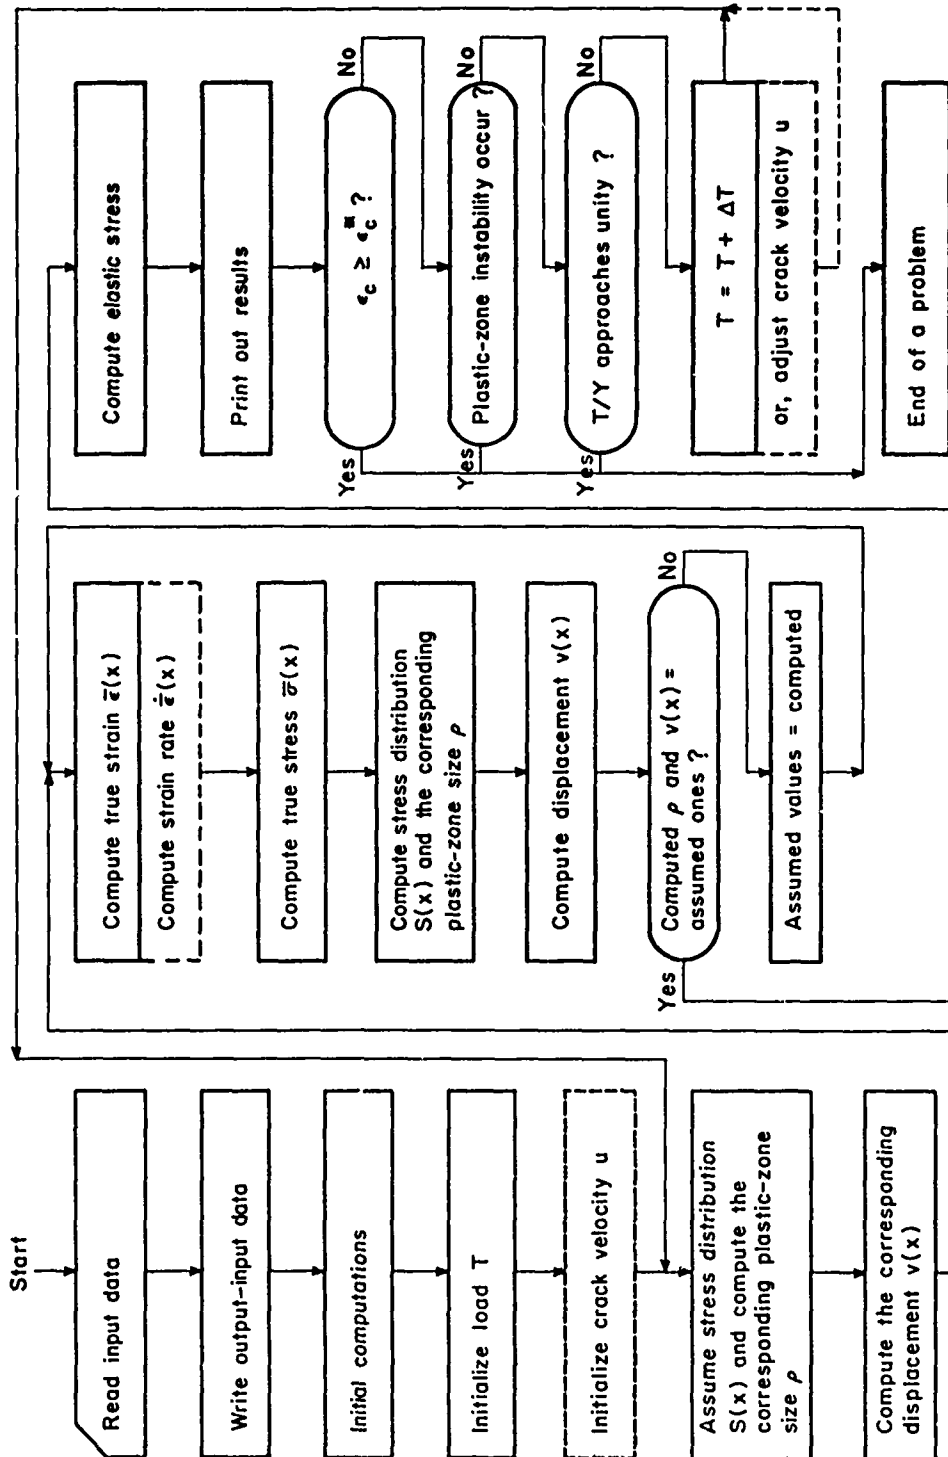 Start
Read input data
Write output-input data
Initial computations
Initialize load T
Initialize crack velocity u
Assume stress distribution
S(x) and compute the
corresponding plastic-zone
size ρ
Compute the corresponding
displacement v(x)
Compute true strain ε̄(x)
Compute strain rate ε̄̇(x)
Compute true stress σ̄(x)
Compute stress distribution
S(x) and the corresponding
plastic-zone size ρ
Compute displacement v(x)
Computed ρ and v(x) =
assumed ones ?
Yes
No
Assumed values = computed
Compute elastic stress
Print out results
ϵc ≥ ϵc* ?
Yes
No
Plastic-zone instability occur ?
Yes
No
T/Y approaches unity ?
Yes
No
T = T + ΔT
or, adjust crack velocity u
End of a problem